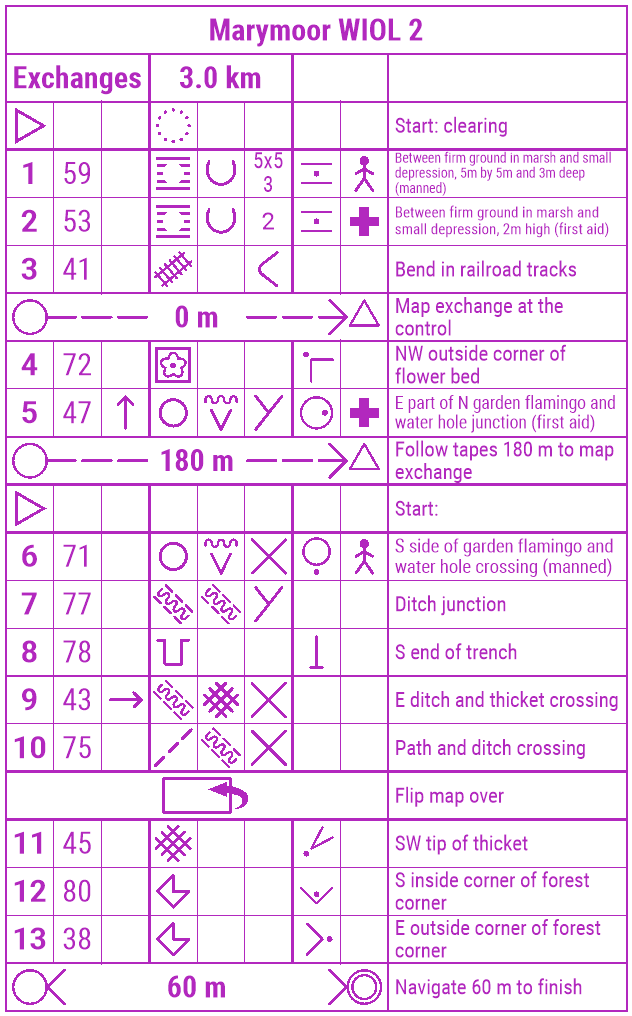 Marymoor WIOL 2
Exchanges 3.0 km
Start: clearing
1 59 5x5
3
Between firm ground in marsh and small
depression, 5m by 5m and 3m deep
(manned)
2 53 2
Between firm ground in marsh and
small depression, 2m high (first aid)
3 41 Bend in railroad tracks
0 m
Map exchange at the
control
4 72
NW outside corner of
flower bed
5 47
E part of N garden flamingo and
water hole junction (first aid)
180 m
Follow tapes 180 m to map
exchange
Start:
6 71
S side of garden flamingo and
water hole crossing (manned)
7 77 Ditch junction
8 78 S end of trench
9 43 E ditch and thicket crossing
10 75 Path and ditch crossing
Flip map over
11 45 SW tip of thicket
12 80
S inside corner of forest
corner
13 38
E outside corner of forest
corner
60 m Navigate 60 m to finish